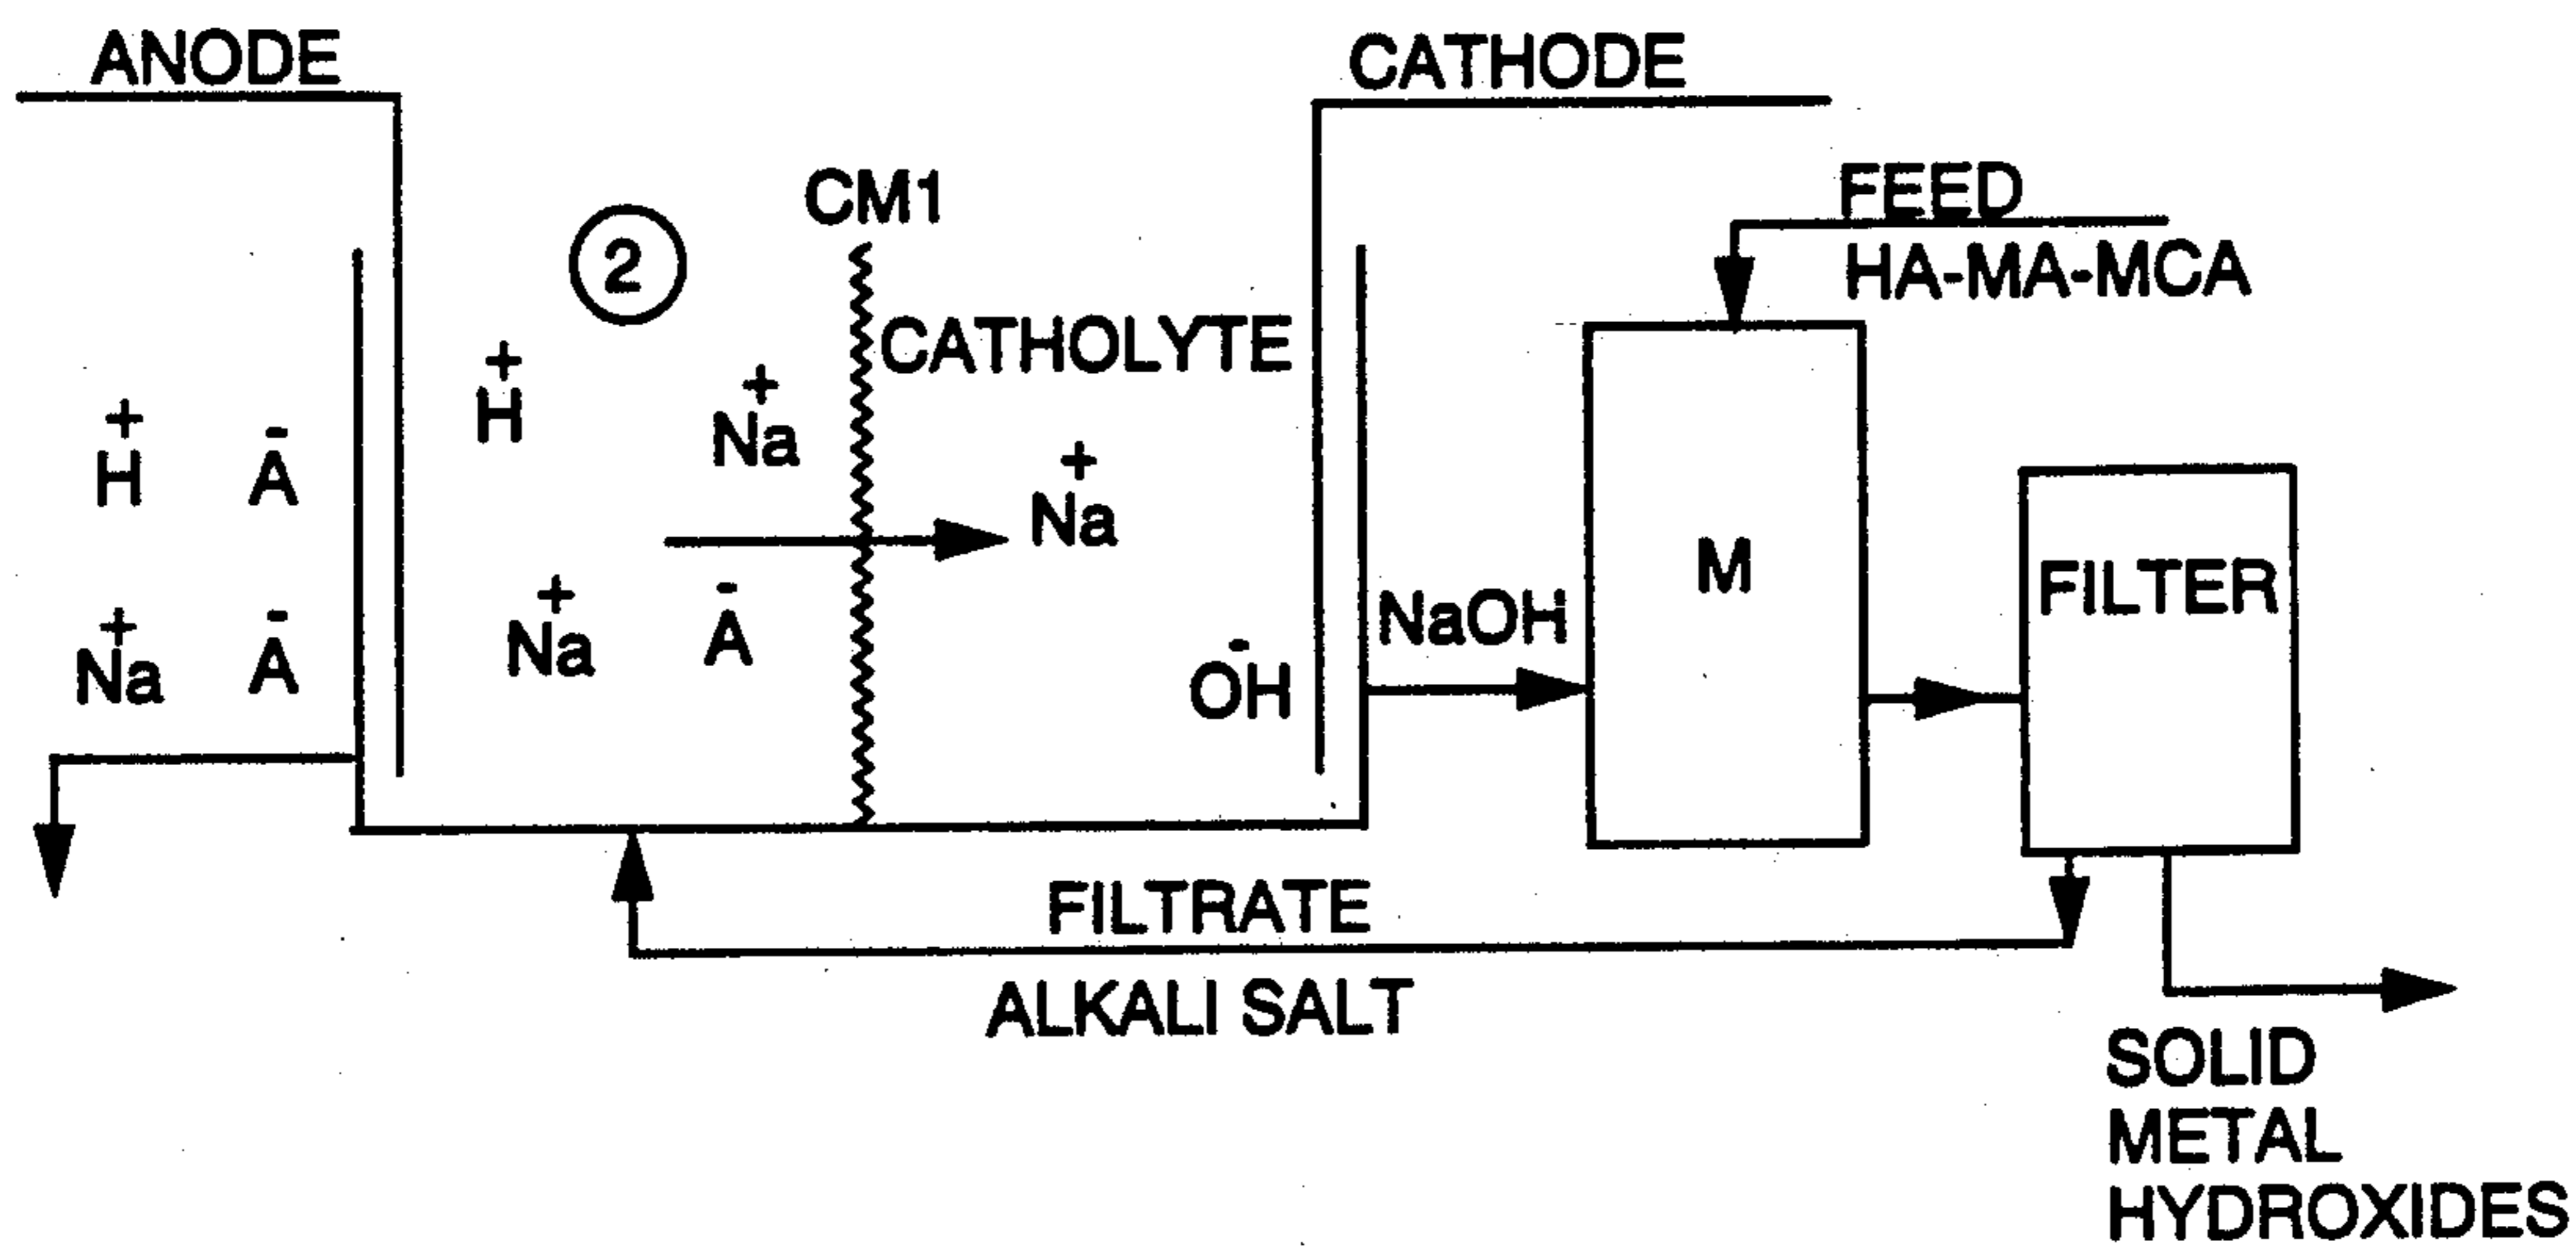 ANODE
CATHODE
CM1
FEED
HA-MA-MCA
2
CATHOLYTE
+
H
+
Na
+
H
-
A
+
Na
M
FILTER
+
Na
-
A
NaOH
+
Na
-
A
-
OH
FILTRATE
ALKALI SALT
SOLID
METAL
HYDROXIDES